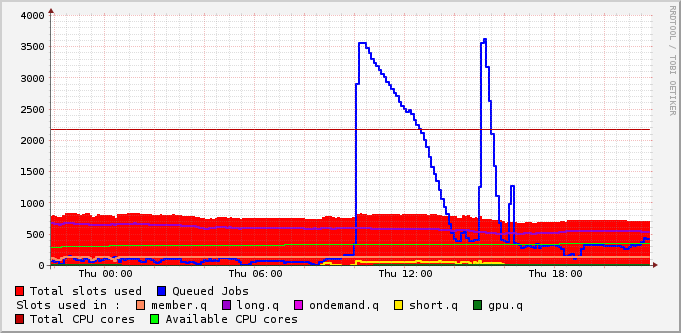 4000
3500
3000
2500
2000
1500
1000
500
0
Thu 00:00 Thu 06:00 Thu 12:00 Thu 18:00
RRDTOOL / TOBI OETIKER
Total slots used Queued Jobs
Slots used in : member.q long.q ondemand.q short.q gpu.q
Total CPU cores Available CPU cores